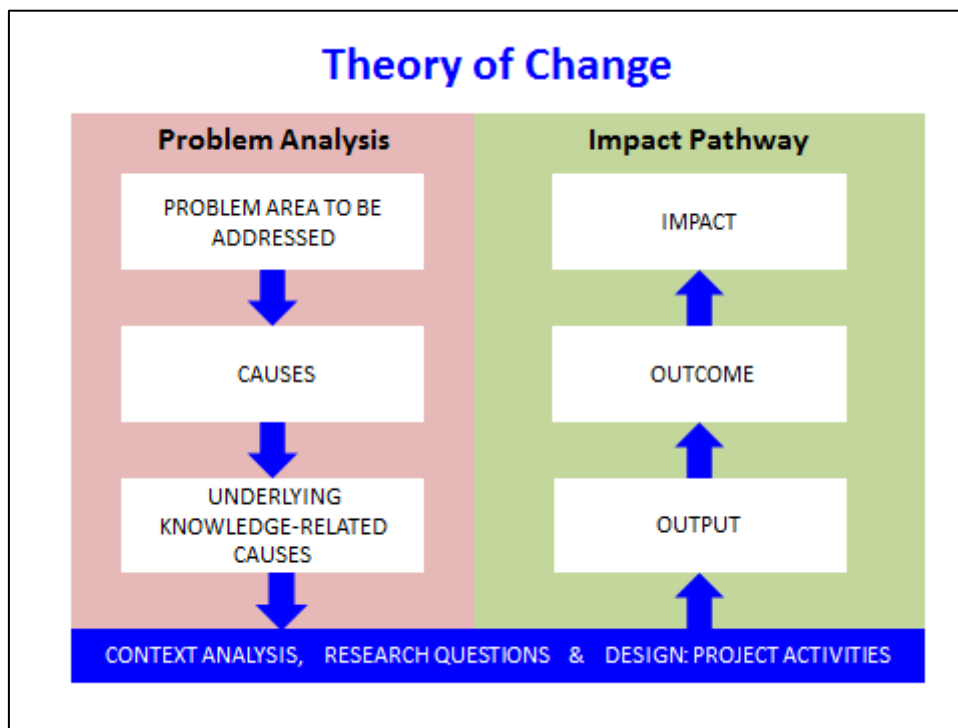 Theory of Change
Problem Analysis
PROBLEM AREA TO BE
ADDRESSED
CAUSES
UNDERLYING
KNOWLEDGE-RELATED
CAUSES
Impact Pathway
IMPACT
OUTCOME
OUTPUT
CONTEXT ANALYSIS, RESEARCH QUESTIONS & DESIGN: PROJECT ACTIVITIES